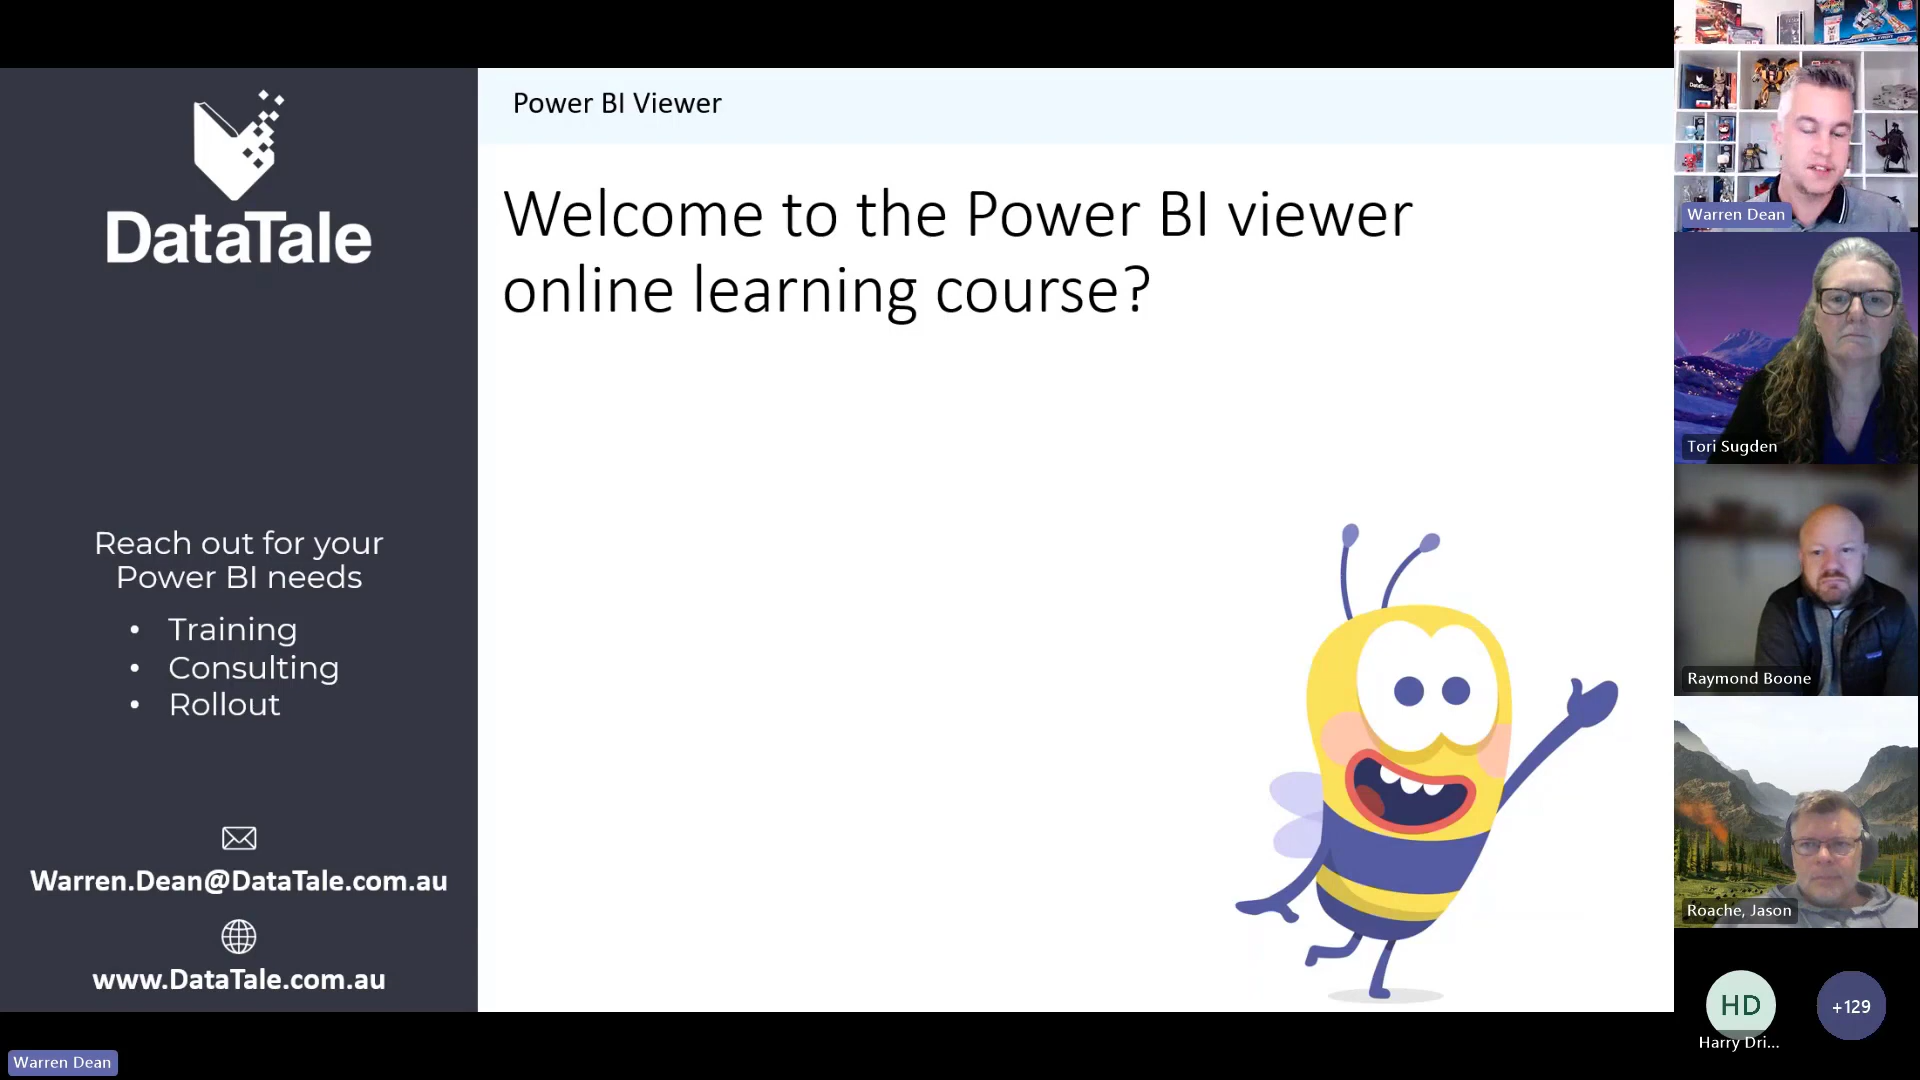 DataTale
Reach out for your
Power BI needs
• Training
• Consulting
• Rollout
Warren.Dean@DataTale.com.au
www.DataTale.com.au
Power BI Viewer
Welcome to the Power BI viewer
online learning course?
Warren Dean
Tori Sugden
Raymond Boone
Roache, Jason
HD
+129
Harry Dri...
Warren Dean